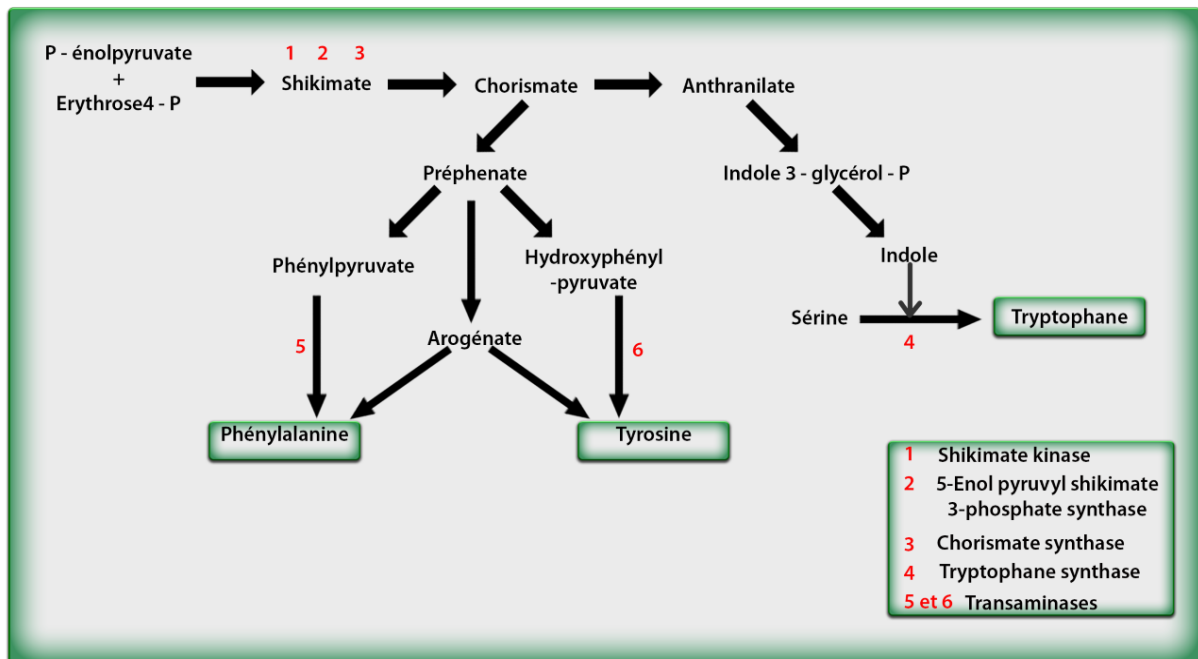 P - énolpyruvate
+
Erythrose4 - P
1 2 3
Shikimate
Chorismate
Anthranilate
Préphenate
Indole 3 - glycérol - P
Phénylpyruvate
Hydroxyphényl
-pyruvate
Indole
Sérine
Tryptophane
4
5
Arogénate
6
Phénylalanine
Tyrosine
1 Shikimate kinase
2 5-Enol pyruvyl shikimate
3-phosphate synthase
3 Chorismate synthase
4 Tryptophane synthase
5 et 6 Transaminases